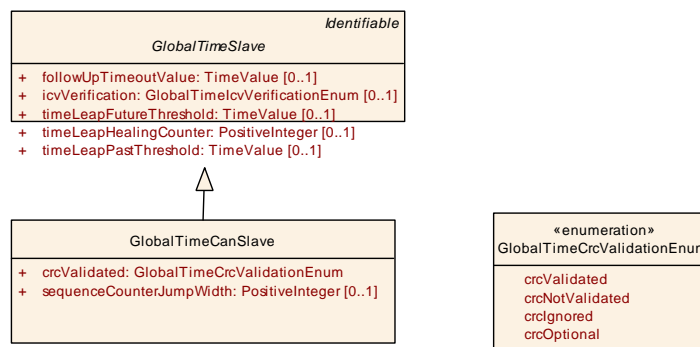 Identifiable
GlobalTimeSlave
+ followUpTimeoutValue: TimeValue [0..1]
+ icvVerification: GlobalTimeIcvVerificationEnum [0..1]
+ timeLeapFutureThreshold: TimeValue [0..1]
+ timeLeapHealingCounter: PositiveInteger [0..1]
+ timeLeapPastThreshold: TimeValue [0..1]
GlobalTimeCanSlave
+ crcValidated: GlobalTimeCrcValidationEnum
+ sequenceCounterJumpWidth: PositiveInteger [0..1]
«enumeration»
GlobalTimeCrcValidationEnum
crcValidated
crcNotValidated
crcIgnored
crcOptional